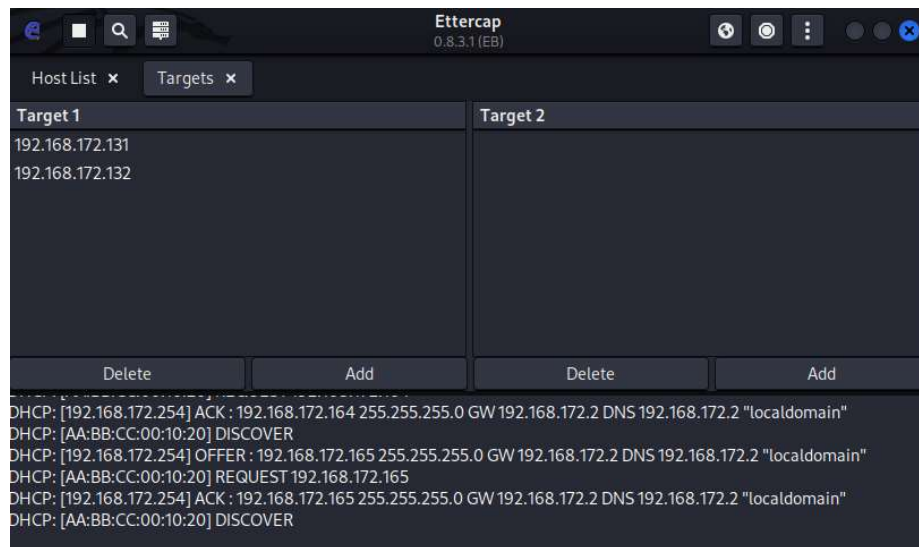 Ettercap
0.8.3.1 (EB)
Host List × Targets ×
Target 1 Target 2
192.168.172.131
192.168.172.132
Delete Add Delete Add
DHCP: [192.168.172.254] ACK : 192.168.172.164 255.255.255.0 GW 192.168.172.2 DNS 192.168.172.2 "localdomain"
DHCP: [AA:BB:CC:00:10:20] DISCOVER
DHCP: [192.168.172.254] OFFER : 192.168.172.165 255.255.255.0 GW 192.168.172.2 DNS 192.168.172.2 "localdomain"
DHCP: [AA:BB:CC:00:10:20] REQUEST 192.168.172.165
DHCP: [192.168.172.254] ACK : 192.168.172.165 255.255.255.0 GW 192.168.172.2 DNS 192.168.172.2 "localdomain"
DHCP: [AA:BB:CC:00:10:20] DISCOVER